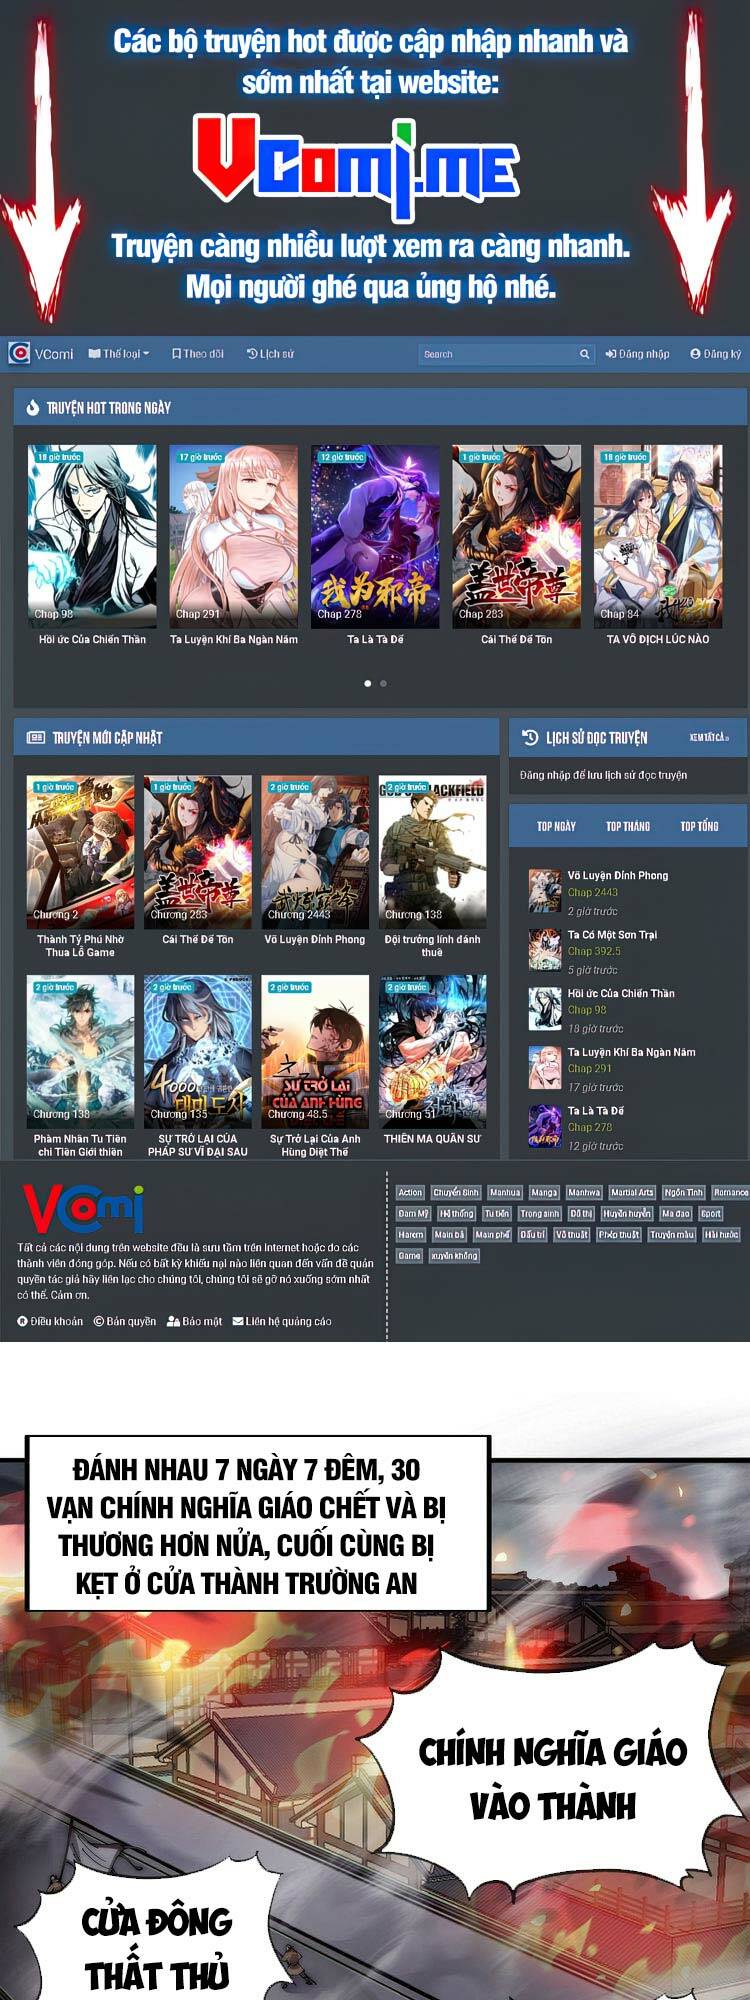 Các bộ truyện hot được cập nhập nhanh và
sớm nhất tại website:
VComi.ME
Truyện càng nhiều lượt xem ra càng nhanh.
Mọi người ghé qua ủng hộ nhé.
VComi Thể loại Theo dõi Lịch sử Search Đăng nhập Đăng ký
TRUYỆN HOT TRONG NGÀY
18 giờ trước
17 giờ trước
12 giờ trước
1 giờ trước
18 giờ trước
我为邪帝
盖世帝尊
Chap 98
Chap 291
Chap 278
Chap 283
Chap 84
Hồi ức Của Chiến Thần
Ta Luyện Khí Ba Ngàn Năm
Ta Là Tà Đế
Cái Thế Đế Tôn
TA VÔ ĐỊCH LÚC NÀO
TRUYỆN MỚI CẬP NHẬT
1 giờ trước
1 giờ trước
2 giờ trước
2 giờ trước
盖世帝尊
Chương 2
Chương 283
Chương 2443
Chương 138
Thành Tỷ Phú Nhờ
Thua Lỗ Game
Cái Thế Đế Tôn
Võ Luyện Đỉnh Phong
Đội trưởng lính đánh
thuê
2 giờ trước
2 giờ trước
2 giờ trước
2 giờ trước
SỰ TRỞ LẠI
CỦA ANH HÙNG
Chương 138
Chương 135
Chương 48.5
Chương 51
Phàm Nhân Tu Tiên
chi Tiên Giới thiên
SỰ TRỞ LẠI CỦA
PHÁP SƯ VĨ ĐẠI SAU
Sự Trở Lại Của Anh
Hùng Diệt Thế
THIÊN MA QUÂN SƯ
LỊCH SỬ ĐỌC TRUYỆN XEM TẤT CẢ »
Đăng nhập để lưu lịch sử đọc truyện
TOP NGÀY TOP THÁNG TOP TỔNG
Võ Luyện Đỉnh Phong
Chap 2443
2 giờ trước
Ta Có Một Sơn Trại
Chap 392.5
5 giờ trước
Hồi ức Của Chiến Thần
Chap 98
18 giờ trước
Ta Luyện Khí Ba Ngàn Năm
Chap 291
17 giờ trước
Ta Là Tà Đế
Chap 278
12 giờ trước
VComi
Tất cả các nội dung trên website đều là sưu tầm trên internet hoặc do các
thành viên đóng góp. Nếu có bất kỳ khiếu nại nào liên quan đến vấn đề quản
quyền tác giả hãy liên lạc cho chúng tôi, chúng tôi sẽ gỡ nó xuống sớm nhất
có thể. Cảm ơn.
Điều khoản Bản quyền Bảo mật Liên hệ quảng cáo
Action Chuyển Sinh Manhua Manga Manhwa Martial Arts Ngôn Tình Romance
Đam Mỹ Hệ thống Tu tiên Trọng sinh Đô thị Huyền huyễn Ma đạo Sport
Harem Main bá Main phế Đấu trí Võ thuật Phép thuật Truyện màu Hài hước
Game xuyên không
ĐÁNH NHAU 7 NGÀY 7 ĐÊM, 30
VẠN CHÍNH NGHĨA GIÁO CHẾT VÀ BỊ
THƯƠNG HƠN NỬA, CUỐI CÙNG BỊ
KẸT Ở CỬA THÀNH TRƯỜNG AN
CHÍNH NGHĨA GIÁO
VÀO THÀNH
CỬA ĐÔNG
THẤT THỦ